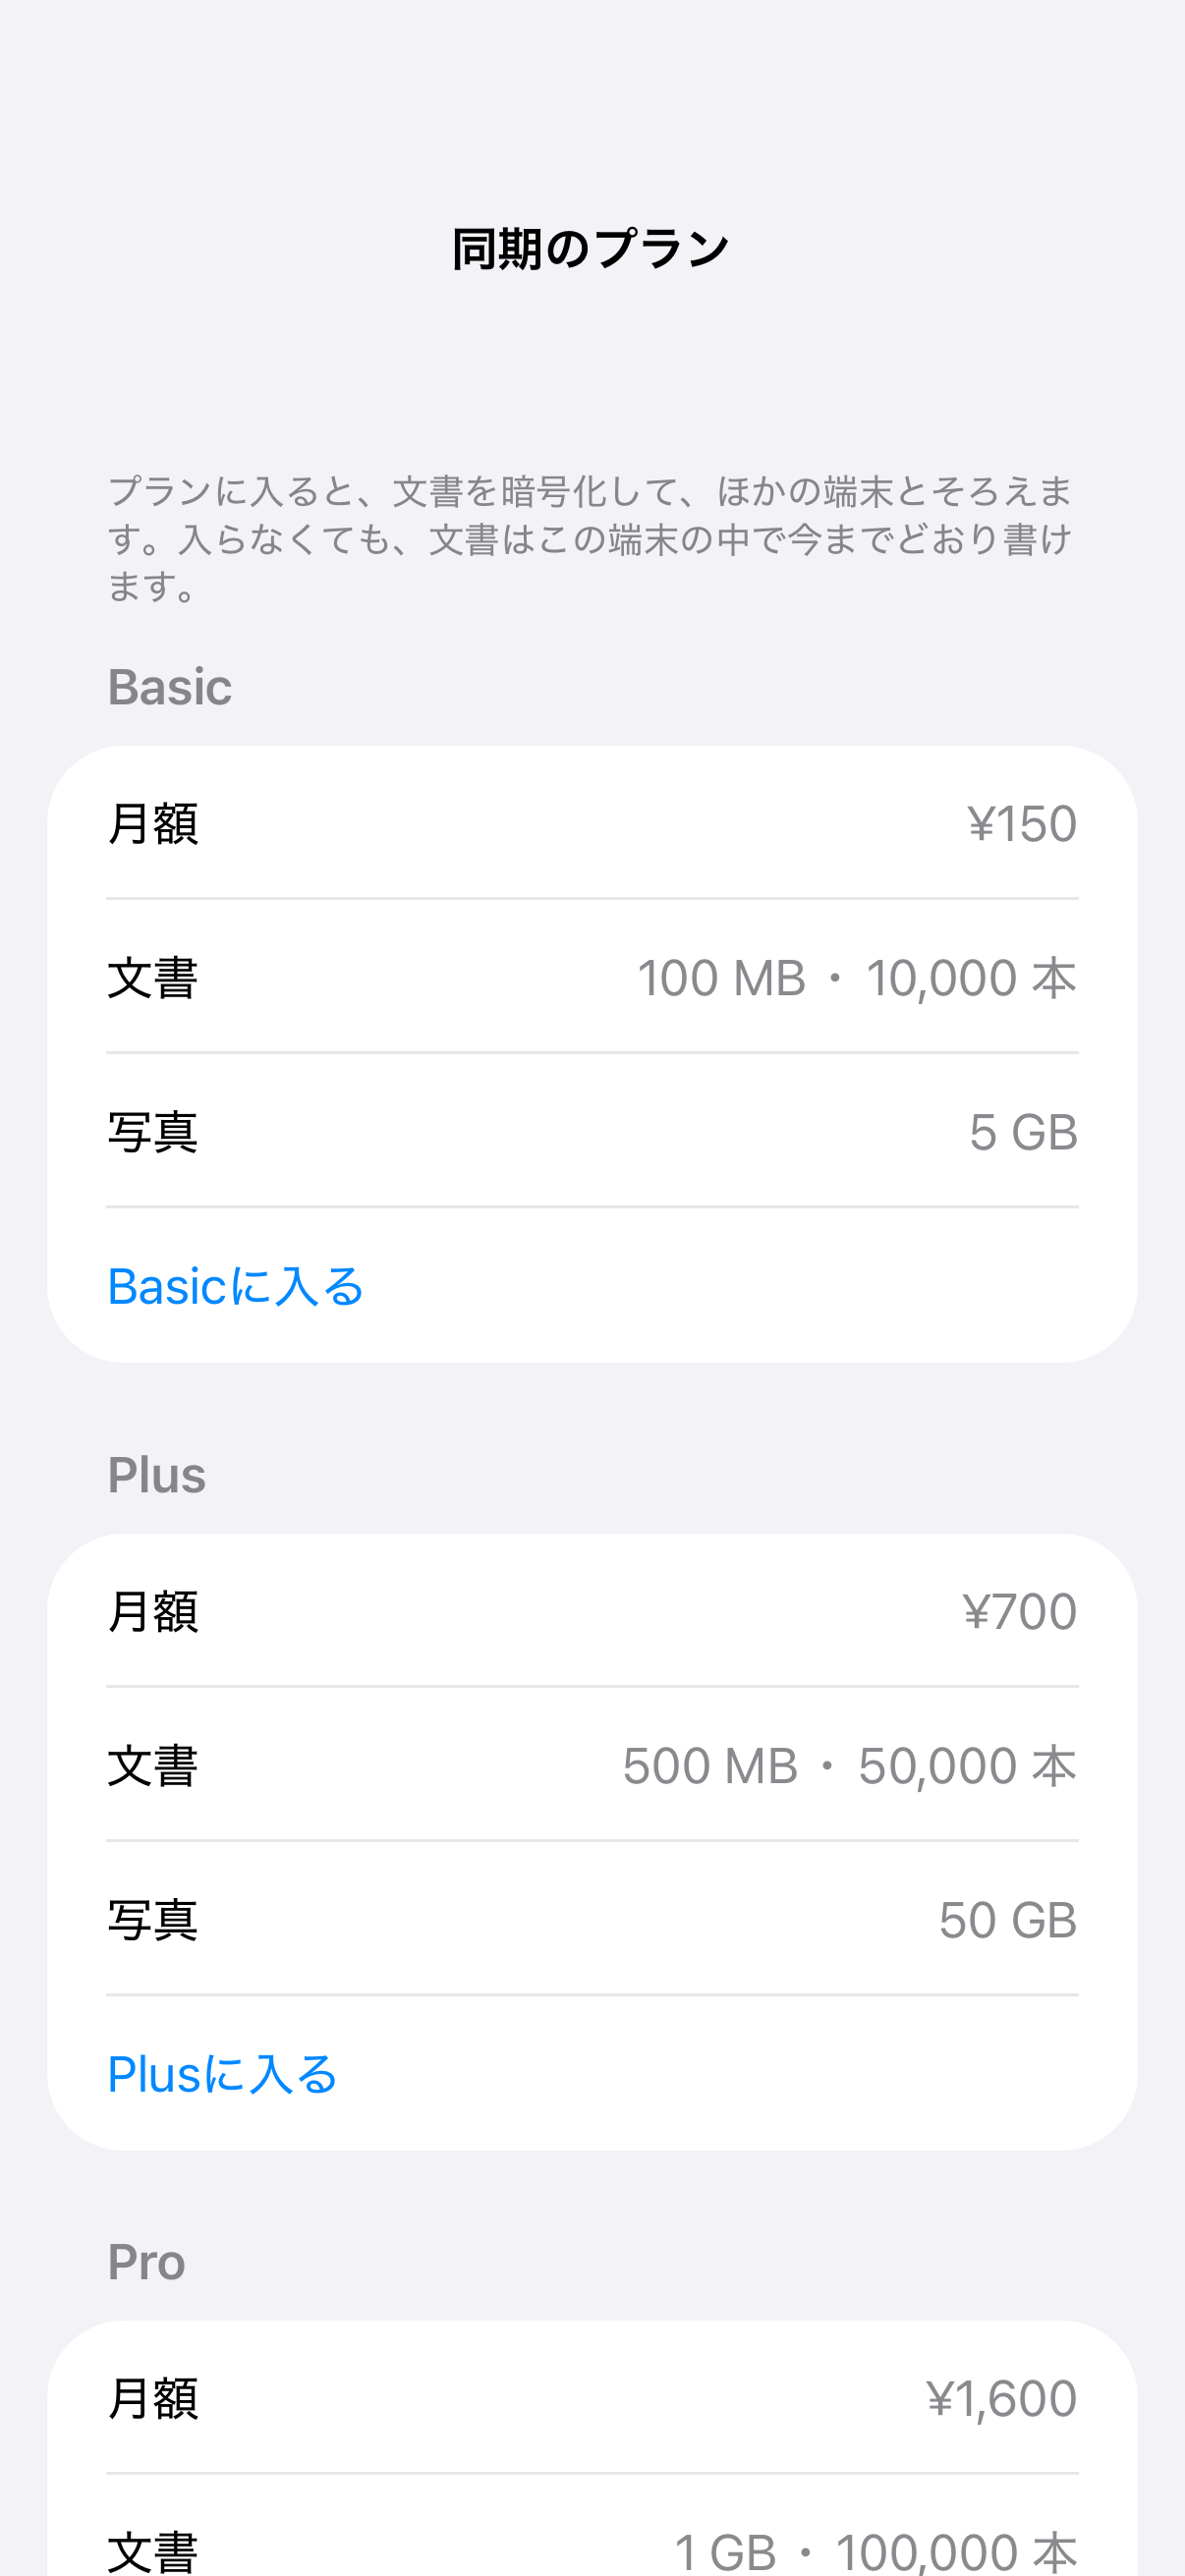 同期のプラン
プランに入ると、文書を暗号化して、ほかの端末とそろえま
す。入らなくても、文書はこの端末の中で今までどおり書け
ます。
Basic
月額 ¥150
文書 100 MB・10,000 本
写真 5 GB
Basicに入る
Plus
月額 ¥700
文書 500 MB・50,000 本
写真 50 GB
Plusに入る
Pro
月額 ¥1,600
文書 1 GB・100,000 本